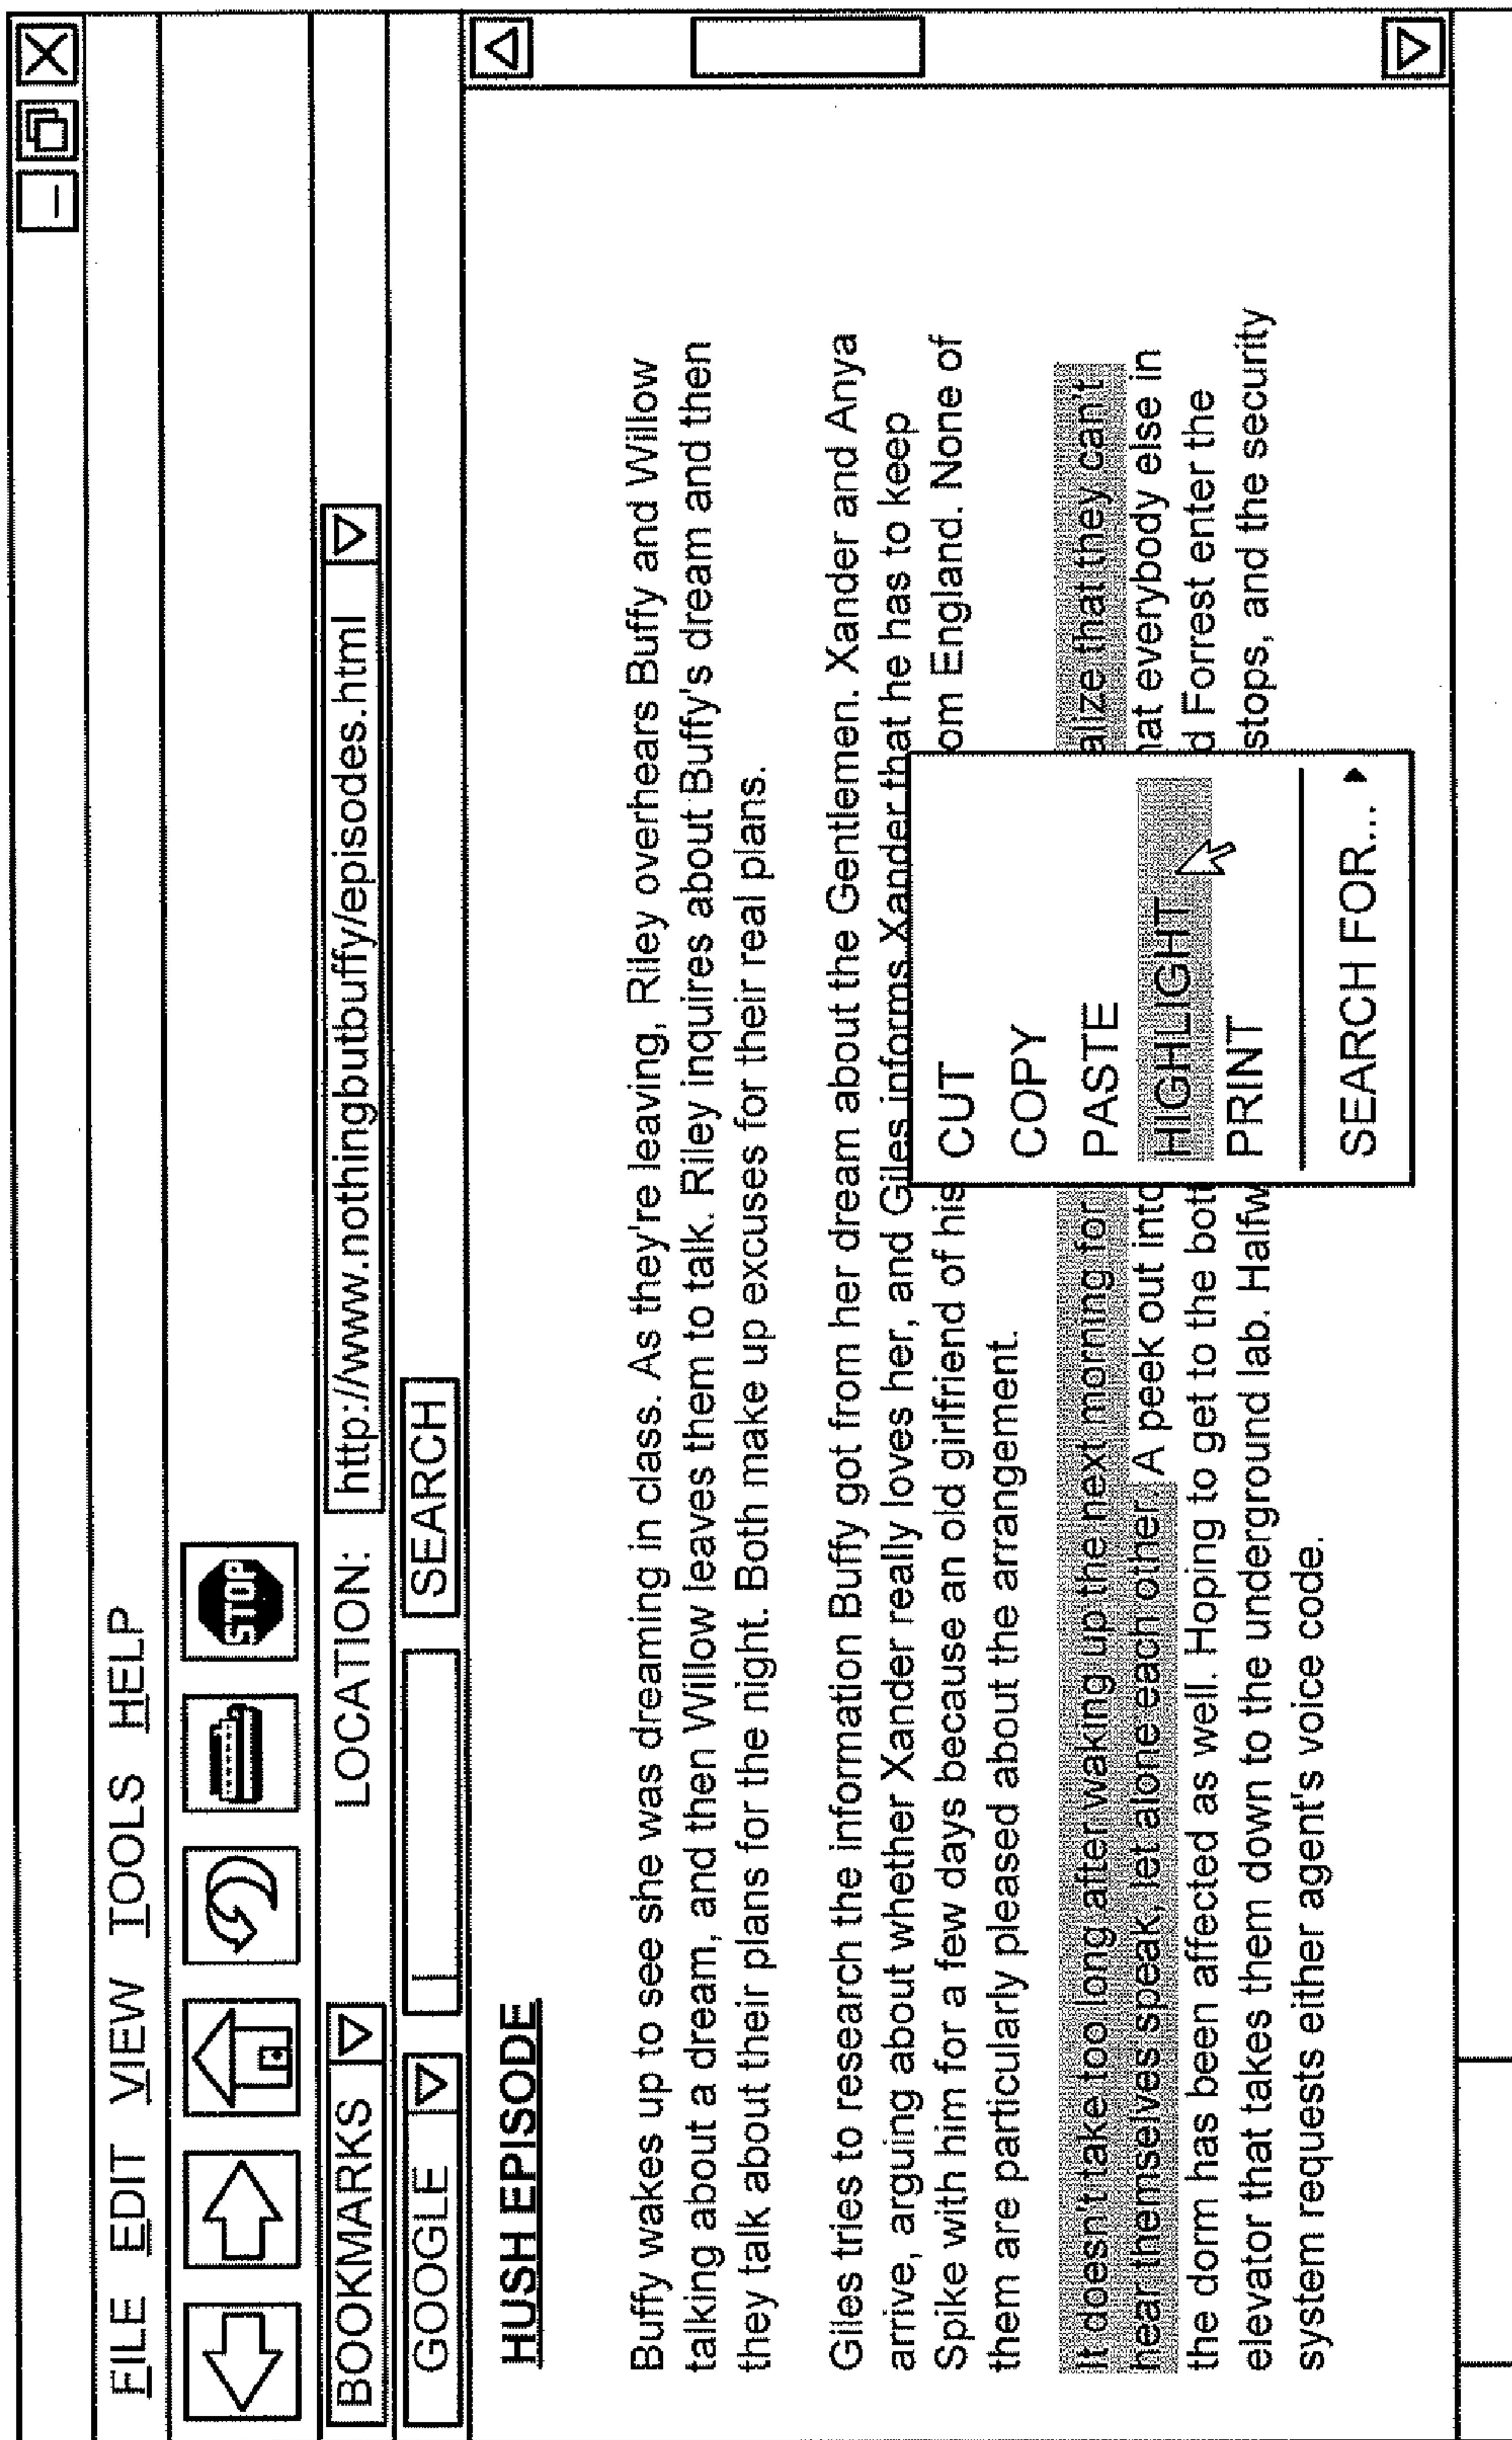 FILE EDIT VIEW TOOLS HELP
STOP
BOOKMARKS LOCATION: http://www.nothingbutbuffy/episodes.html
GOOGLE SEARCH
HUSH EPISODE
Buffy wakes up to see she was dreaming in class. As they're leaving, Riley overhears Buffy and Willow
talking about a dream, and then Willow leaves them to talk. Riley inquires about Buffy's dream and then
they talk about their plans for the night. Both make up excuses for their real plans.
Giles tries to research the information Buffy got from her dream about the Gentlemen. Xander and Anya
arrive, arguing about whether Xander really loves her, and Giles informs Xander that he has to keep
Spike with him for a few days because an old girlfriend of his om England. None of
them are particularly pleased about the arrangement.
It doesn't take too long after waking up the next morning for alize that they can't
hear themselves speak, let alone each other. A peek out into hat everybody else in
the dorm has been affected as well. Hoping to get to the bott d Forrest enter the
elevator that takes them down to the underground lab. Halfw stops, and the security
system requests either agent's voice code.
CUT
COPY
PASTE
HIGHLIGHT
PRINT
SEARCH FOR...